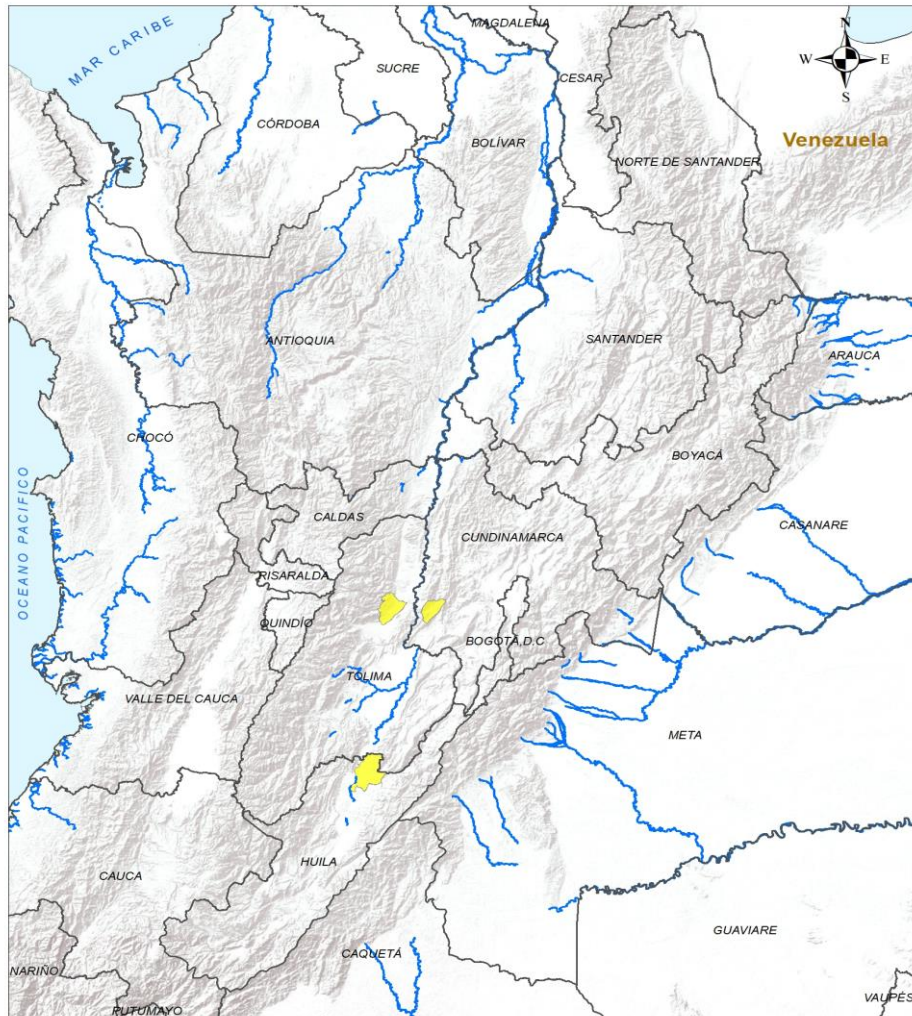 MAGDALENA
N
MAR CARIBE
W
E
S
SUCRE
CESAR
CÓRDOBA
BOLÍVAR
Venezuela
NORTE DE SANTANDER
ANTIOQUIA
SANTANDER
ARAUCA
CHOCÓ
BOYACÁ
OCEANO PACIFICO
CALDAS
CASANARE
CUNDINAMARCA
RISARALDA
QUINDÍO
BOGOTÁ, D.C
TOLIMA
VALLE DEL CAUCA
META
HUILA
CAUCA
GUAVIARE
CAQUETÁ
NARIÑO
PUTUMAYO
VAUPÉS